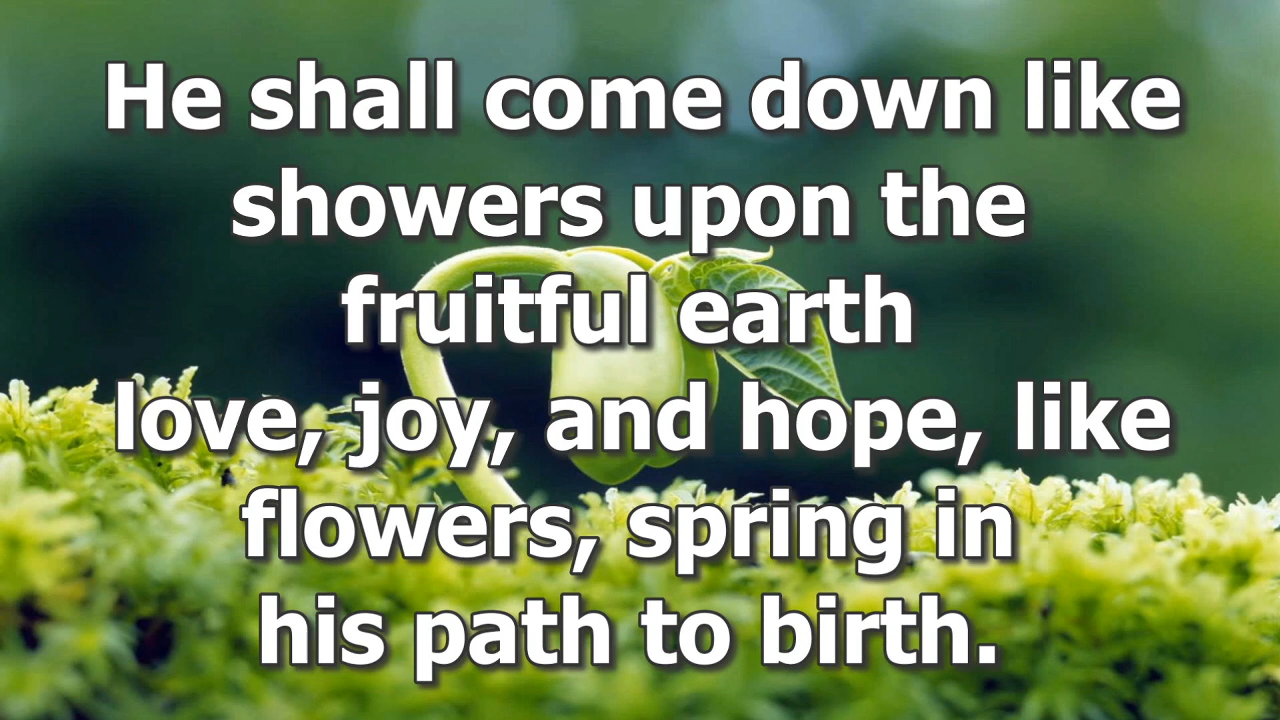 He shall come down like
showers upon the
fruitful earth
love, joy, and hope, like
flowers, spring in
his path to birth.